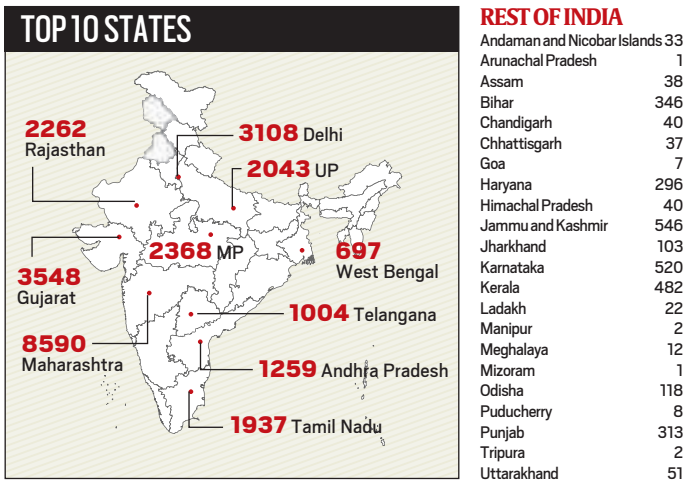 TOP 10 STATES
2262
Rajasthan
3108 Delhi
2043 UP
2368 MP
697
West Bengal
3548
Gujarat
1004 Telangana
8590
Maharashtra
1259 Andhra Pradesh
1937 Tamil Nadu
REST OF INDIA
Andaman and Nicobar Islands 33
Arunachal Pradesh 1
Assam 38
Bihar 346
Chandigarh 40
Chhattisgarh 37
Goa 7
Haryana 296
Himachal Pradesh 40
Jammu and Kashmir 546
Jharkhand 103
Karnataka 520
Kerala 482
Ladakh 22
Manipur 2
Meghalaya 12
Mizoram 1
Odisha 118
Puducherry 8
Punjab 313
Tripura 2
Uttarakhand 51